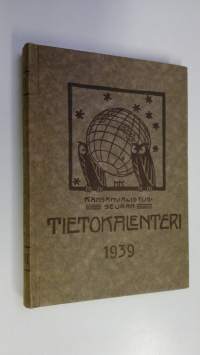 KANSANVALISTUS-
SEURAN
TIETOKALENTERI
1939